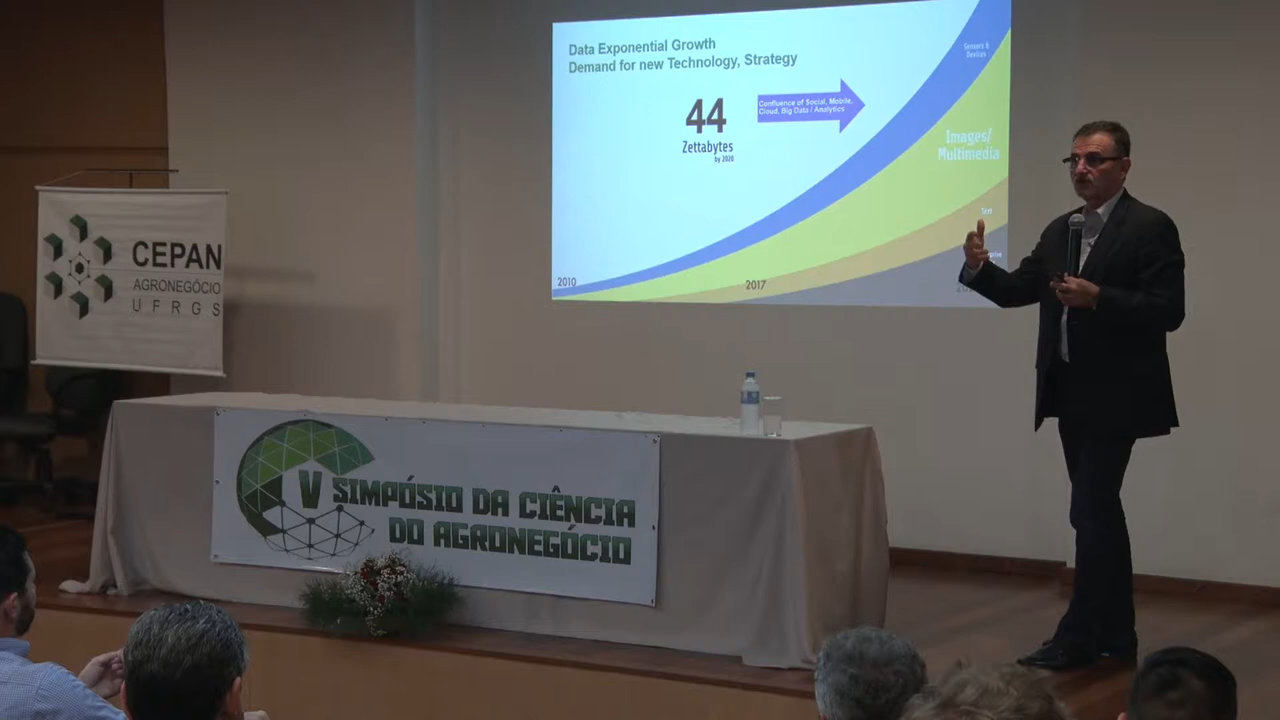 Data Exponential Growth
Demand for new Technology, Strategy
44
Zettabytes
by 2020
Confluence of Social, Mobile,
Cloud, Big Data / Analytics
Sensors &
Devices
Images/
Multimedia
Text
2010
2017
CEPAN
AGRONEGÓCIO
UFRGS
V SIMPÓSIO DA CIÊNCIA
DO AGRONEGÓCIO